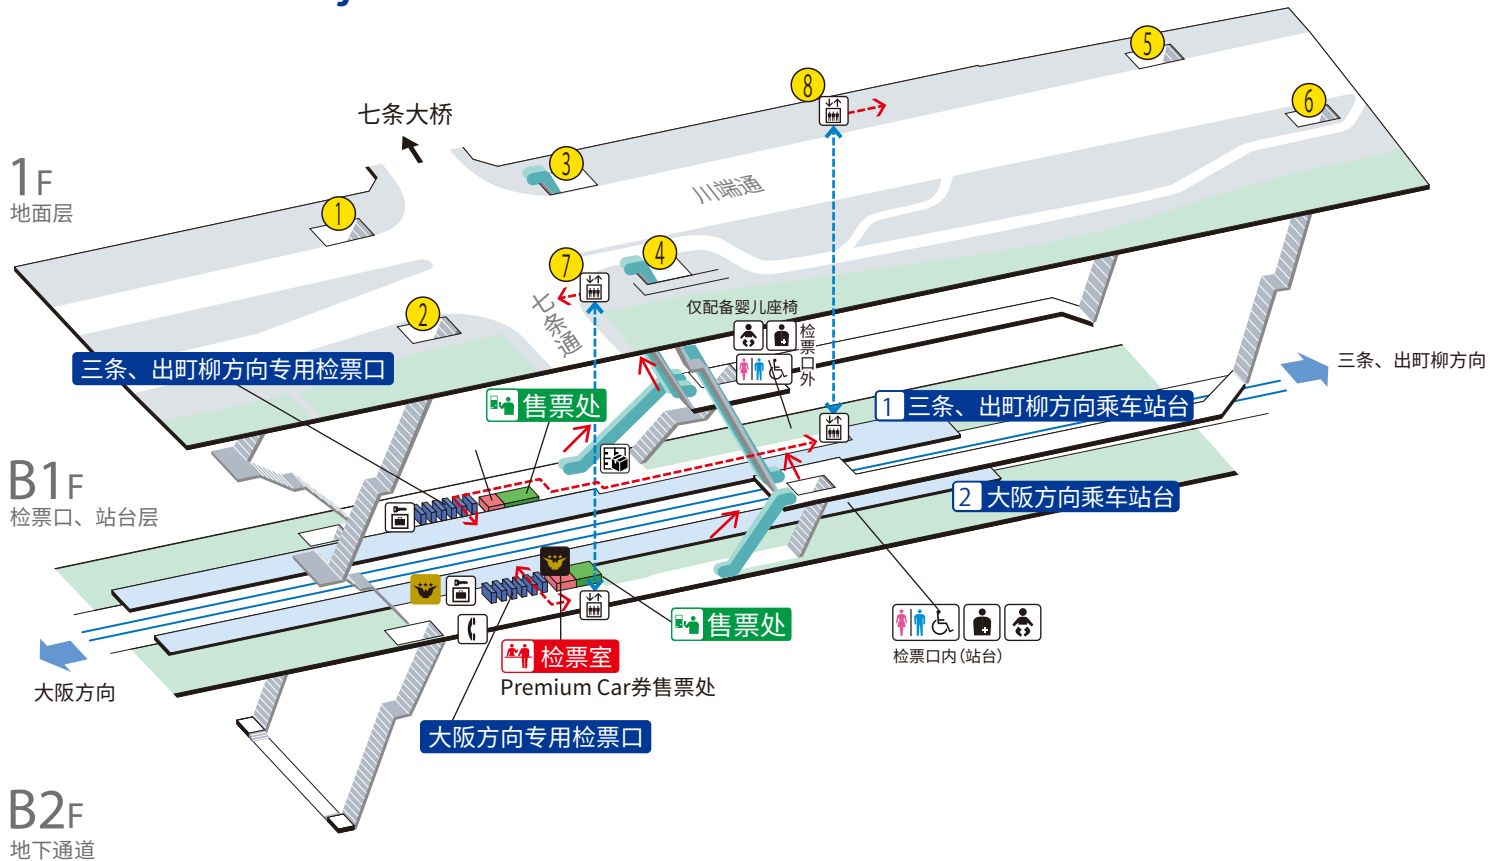 5
8
6
七条大桥
3
1F
地面层
川端通
1
4
7
2
七条通
仅配备婴儿座椅
检票口外
三条、出町柳方向专用检票口
三条、出町柳方向
售票处
1 三条、出町柳方向乘车站台
B1F
检票口、站台层
2 大阪方向乘车站台
售票处
检票室
检票口内(站台)
大阪方向
Premium Car券售票处
大阪方向专用检票口
B2F
地下通道